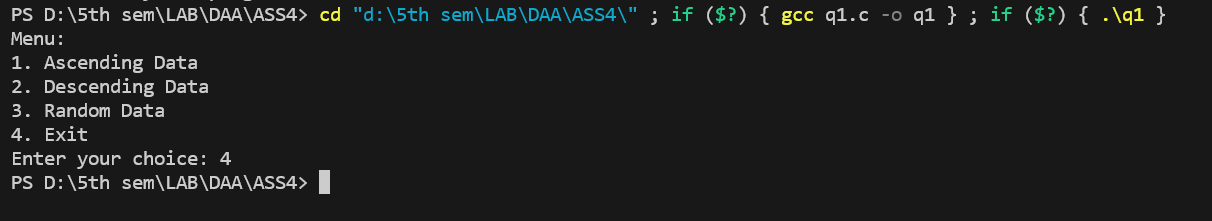 PS D:\5th sem\LAB\DAA\ASS4> cd "d:\5th sem\LAB\DAA\ASS4\" ; if ($?) { gcc q1.c -o q1 } ; if ($?) { .\q1 }
Menu:
1. Ascending Data
2. Descending Data
3. Random Data
4. Exit
Enter your choice: 4
PS D:\5th sem\LAB\DAA\ASS4>